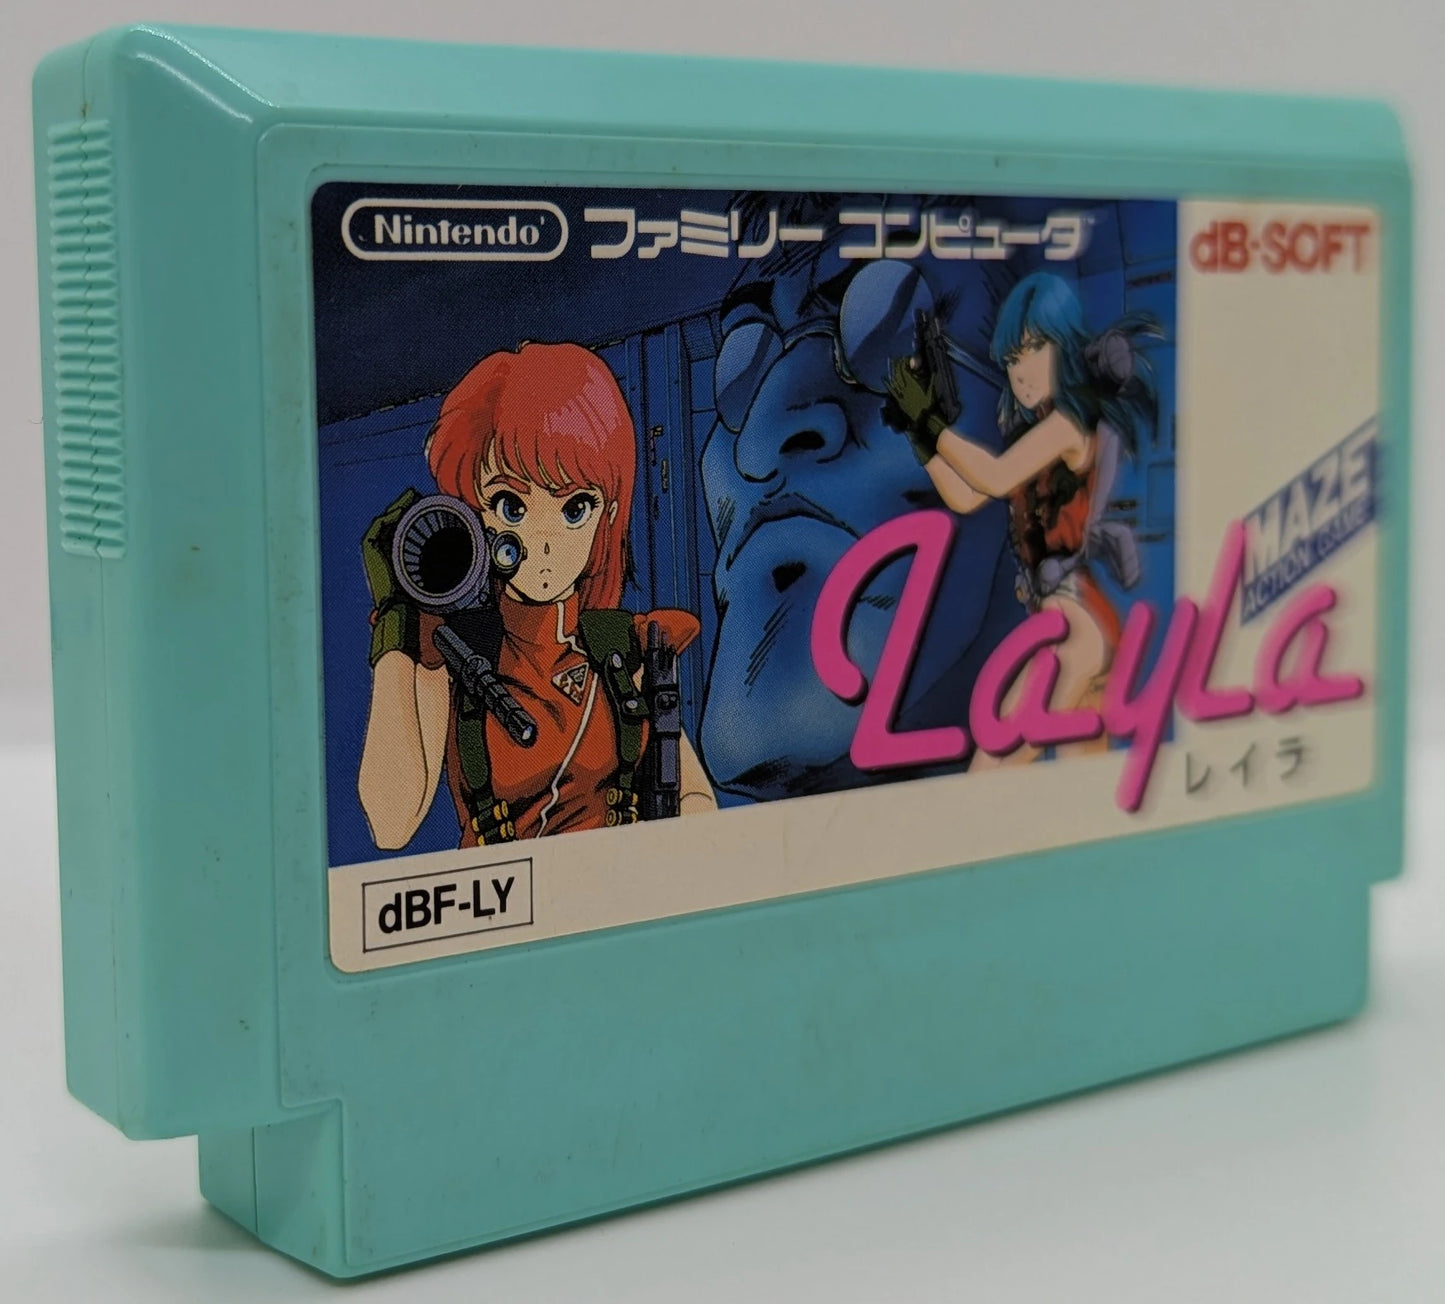 Nintendo ファミリー コンピュータ
dB-SOFT
MAZE
ACTION GAME
Layla
レイラ
dBF-LY